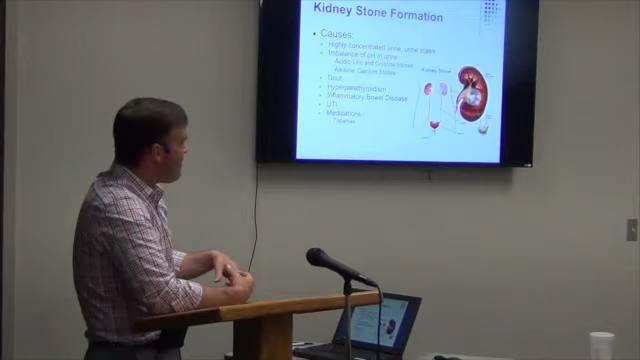 Kidney Stone Formation
• Causes:
Highly concentrated urine, urine stasis
Imbalance of pH in urine
Acidic: Uric and Cystine Stones
Alkaline: Calcium Stones
Gout
Hyperparathyroidism
Inflammatory Bowel Disease
UTI
Medications
Kidney Stone